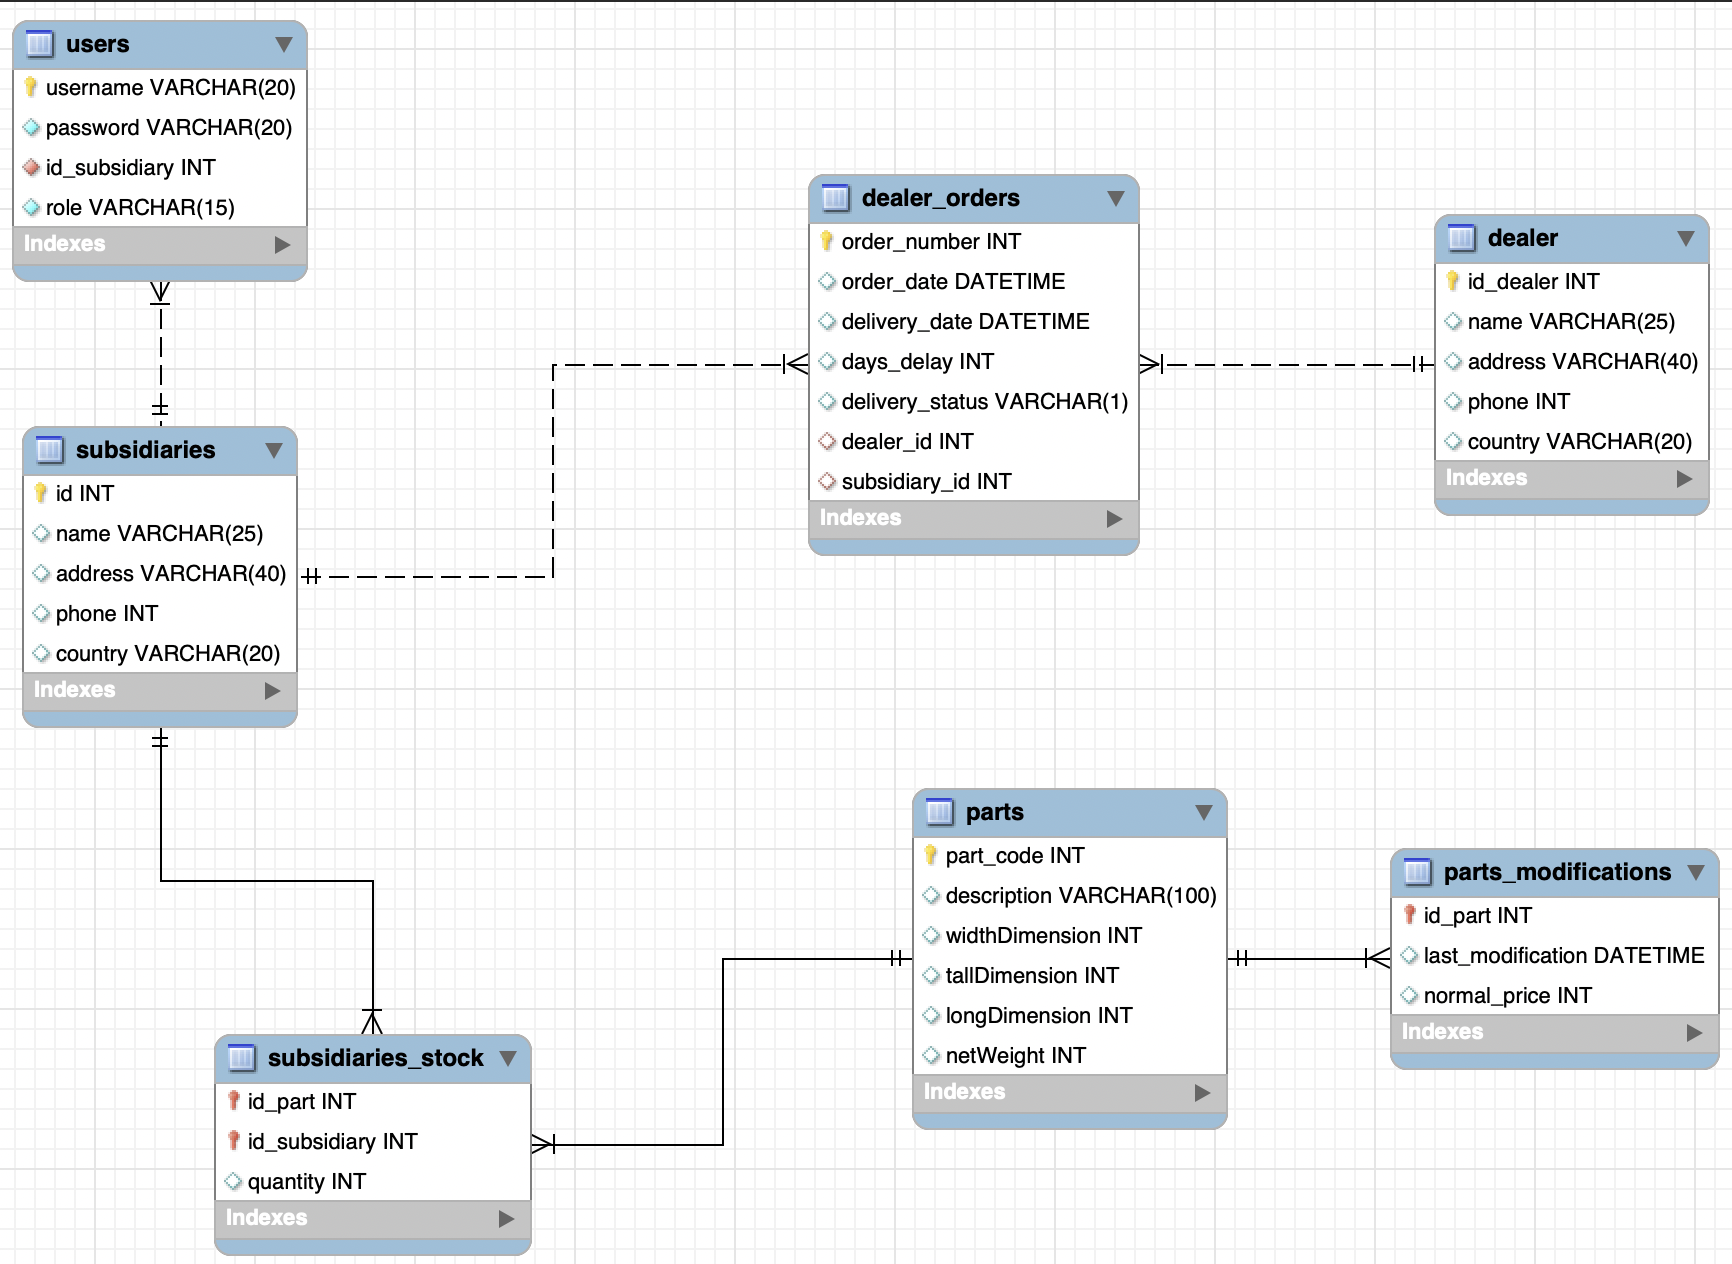 users
username VARCHAR(20)
password VARCHAR(20)
id_subsidiary INT
role VARCHAR(15)
Indexes
dealer_orders
order_number INT
order_date DATETIME
delivery_date DATETIME
days_delay INT
delivery_status VARCHAR(1)
dealer_id INT
subsidiary_id INT
Indexes
dealer
id_dealer INT
name VARCHAR(25)
address VARCHAR(40)
phone INT
country VARCHAR(20)
Indexes
subsidiaries
id INT
name VARCHAR(25)
address VARCHAR(40)
phone INT
country VARCHAR(20)
Indexes
parts
part_code INT
description VARCHAR(100)
widthDimension INT
tallDimension INT
longDimension INT
netWeight INT
Indexes
parts_modifications
id_part INT
last_modification DATETIME
normal_price INT
Indexes
subsidiaries_stock
id_part INT
id_subsidiary INT
quantity INT
Indexes